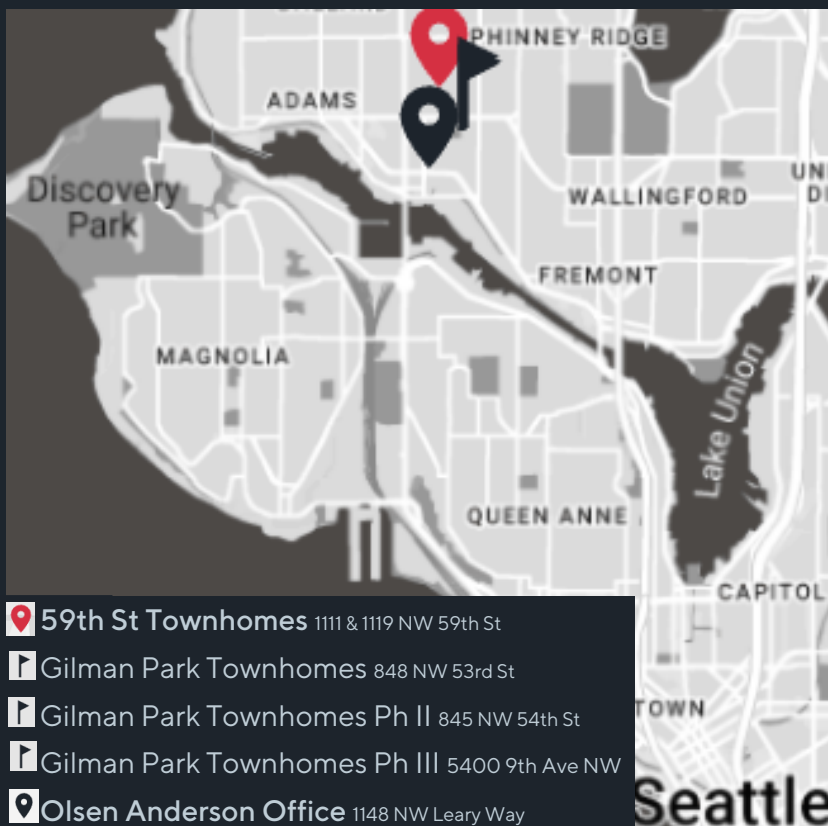 PHINNEY RIDGE
ADAMS
Discovery
Park
WALLINGFORD
FREMONT
MAGNOLIA
Lake Union
QUEEN ANNE
CAPITOL
59th St Townhomes 1111 & 1119 NW 59th St
Gilman Park Townhomes 848 NW 53rd St
Gilman Park Townhomes Ph II 845 NW 54th St
TOWN
Gilman Park Townhomes Ph III 5400 9th Ave NW
Olsen Anderson Office 1148 NW Leary Way
Seattle